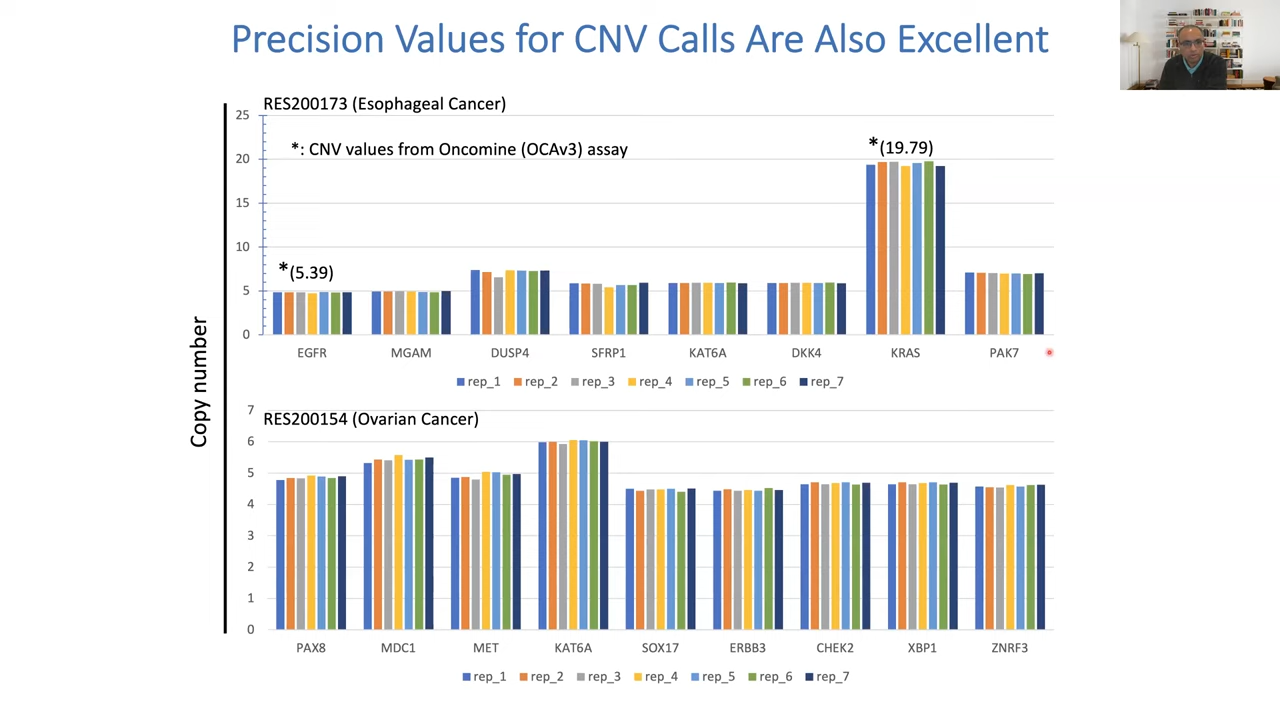 Precision Values for CNV Calls Are Also Excellent
RES200173 (Esophageal Cancer)
*: CNV values from Oncomine (OCAv3) assay
*(19.79)
*(5.39)
25
20
15
10
5
0
EGFR MGAM DUSP4 SFRP1 KAT6A DKK4 KRAS PAK7
rep_1 rep_2 rep_3 rep_4 rep_5 rep_6 rep_7
Copy number
RES200154 (Ovarian Cancer)
7
6
5
4
3
2
1
0
PAX8 MDC1 MET KAT6A SOX17 ERBB3 CHEK2 XBP1 ZNRF3
rep_1 rep_2 rep_3 rep_4 rep_5 rep_6 rep_7